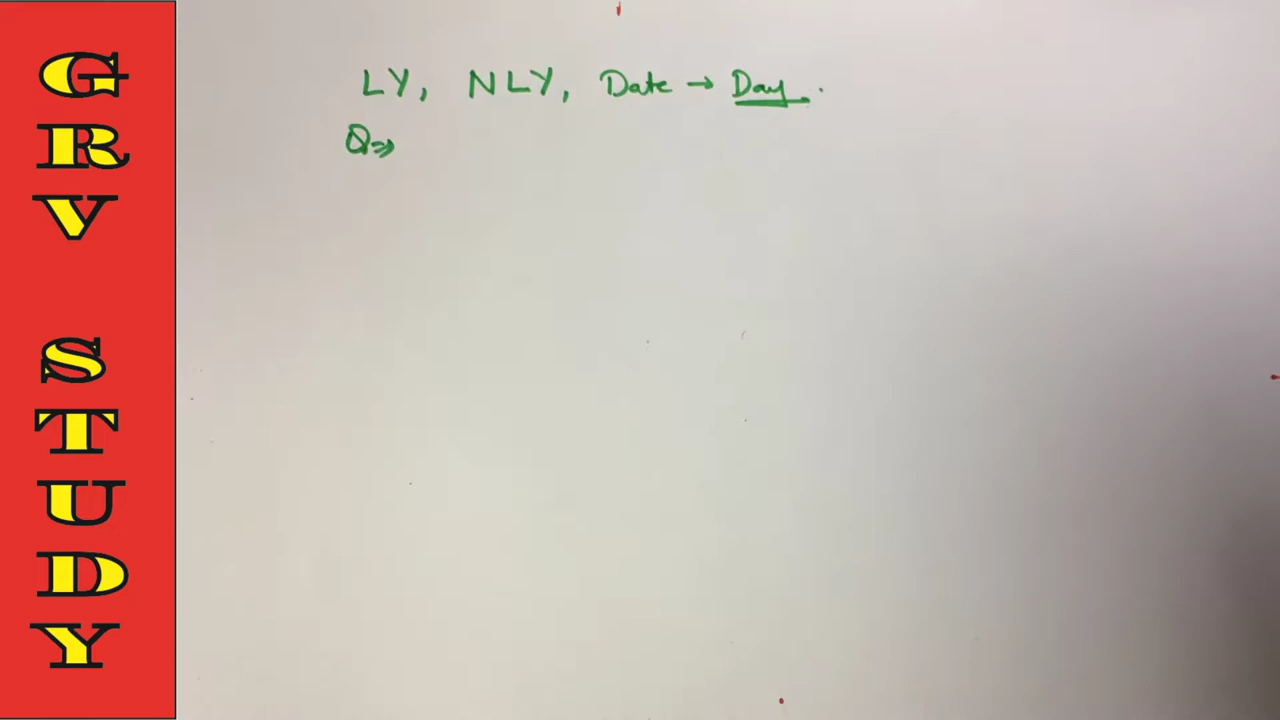 GRV STUDY
LY, NLY, Date → Day.
Q⇒